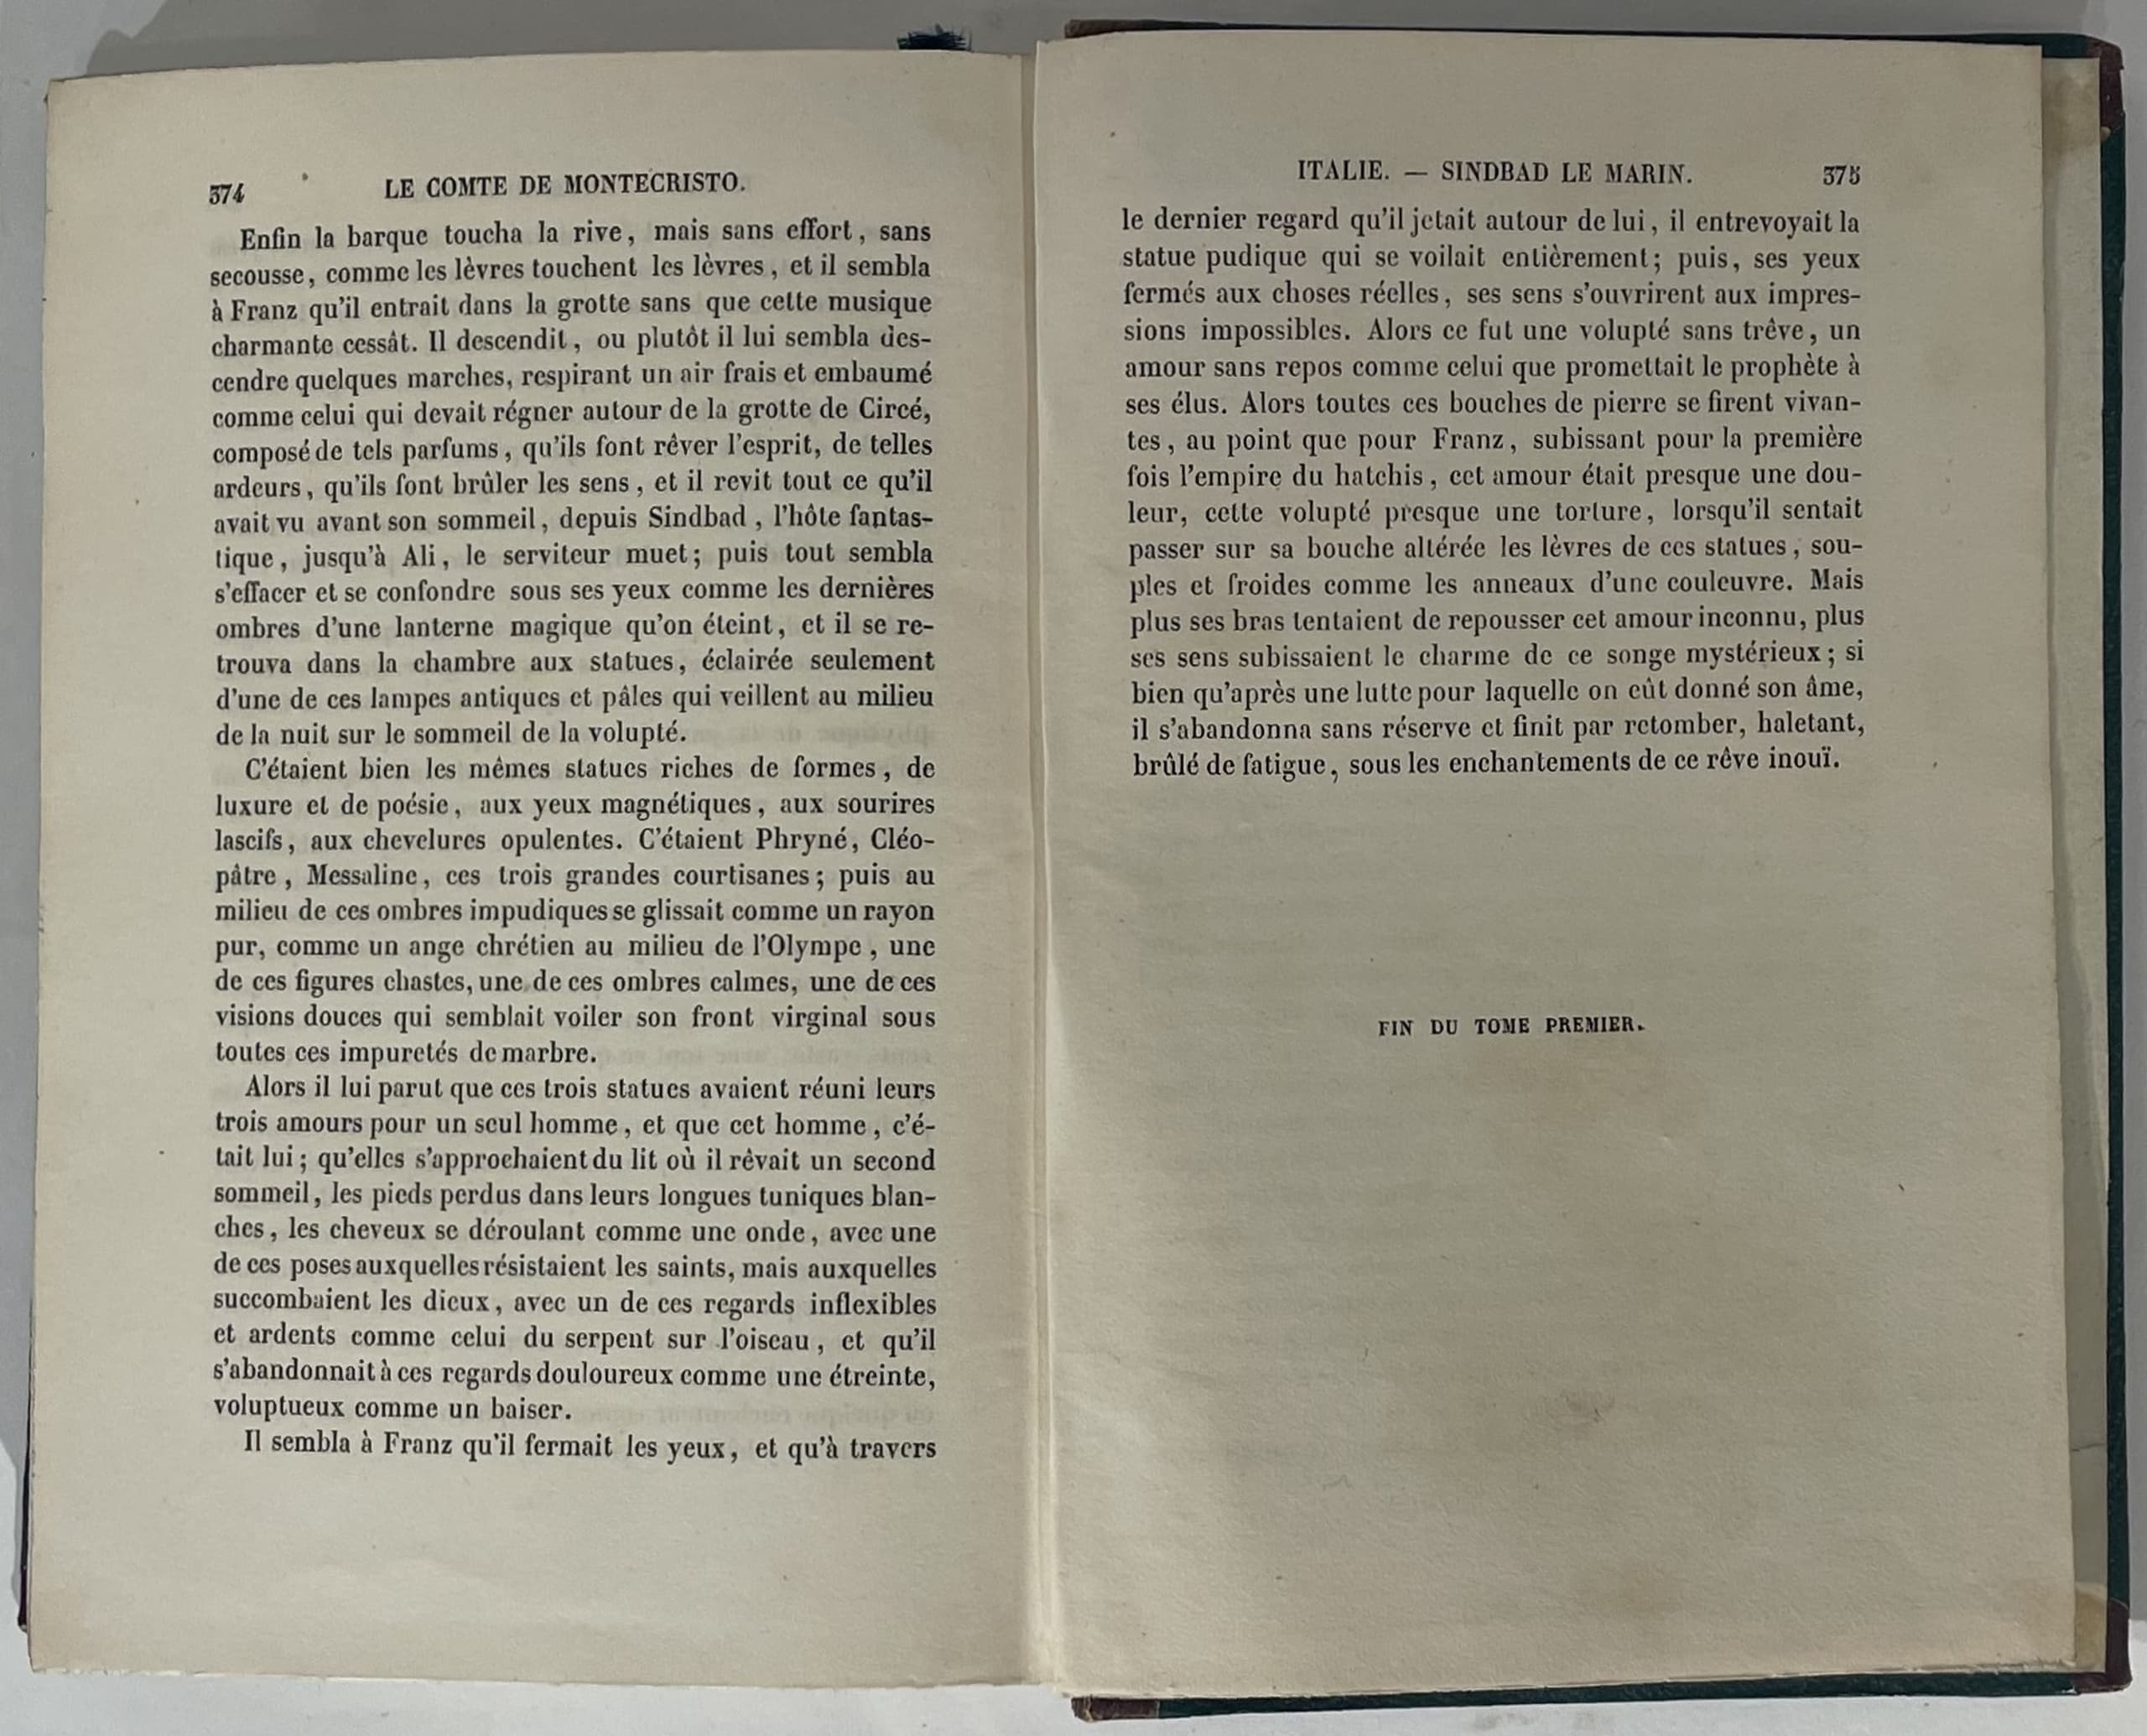 374 LE COMTE DE MONTECRISTO.
Enfin la barque toucha la rive, mais sans effort, sans
secousse, comme les lèvres touchent les lèvres, et il sembla
à Franz qu'il entrait dans la grotte sans que cette musique
charmante cessât. Il descendit, ou plutôt il lui sembla des-
cendre quelques marches, respirant un air frais et embaumé
comme celui qui devait régner autour de la grotte de Circé,
composé de tels parfums, qu'ils font rêver l'esprit, de telles
ardeurs, qu'ils font brûler les sens, et il revit tout ce qu'il
avait vu avant son sommeil, depuis Sindbad, l'hôte fantas-
tique, jusqu'à Ali, le serviteur muet; puis tout sembla
s'effacer et se confondre sous ses yeux comme les dernières
ombres d'une lanterne magique qu'on éteint, et il se re-
trouva dans la chambre aux statues, éclairée seulement
d'une de ces lampes antiques et pâles qui veillent au milieu
de la nuit sur le sommeil de la volupté.
C'étaient bien les mêmes statues riches de formes, de
luxure et de poésie, aux yeux magnétiques, aux sourires
lascifs, aux chevelures opulentes. C'étaient Phryné, Cléo-
pâtre, Messaline, ces trois grandes courtisanes; puis au
milieu de ces ombres impudiques se glissait comme un rayon
pur, comme un ange chrétien au milieu de l'Olympe, une
de ces figures chastes, une de ces ombres calmes, une de ces
visions douces qui semblait voiler son front virginal sous
toutes ces impuretés de marbre.
Alors il lui parut que ces trois statues avaient réuni leurs
trois amours pour un seul homme, et que cet homme, c'é-
tait lui; qu'elles s'approchaient du lit où il rêvait un second
sommeil, les pieds perdus dans leurs longues tuniques blan-
ches, les cheveux se déroulant comme une onde, avec une
de ces poses auxquelles résistaient les saints, mais auxquelles
succombaient les dieux, avec un de ces regards inflexibles
et ardents comme celui du serpent sur l'oiseau, et qu'il
s'abandonnait à ces regards douloureux comme une étreinte,
voluptueux comme un baiser.
Il sembla à Franz qu'il fermait les yeux, et qu'à travers
ITALIE. — SINDBAD LE MARIN. 375
le dernier regard qu'il jetait autour de lui, il entrevoyait la
statue pudique qui se voilait entièrement; puis, ses yeux
fermés aux choses réelles, ses sens s'ouvrirent aux impres-
sions impossibles. Alors ce fut une volupté sans trêve, un
amour sans repos comme celui que promettait le prophète à
ses élus. Alors toutes ces bouches de pierre se firent vivan-
tes, au point que pour Franz, subissant pour la première
fois l'empire du hatchis, cet amour était presque une dou-
leur, cette volupté presque une torture, lorsqu'il sentait
passer sur sa bouche altérée les lèvres de ces statues, sou-
ples et froides comme les anneaux d'une couleuvre. Mais
plus ses bras tentaient de repousser cet amour inconnu, plus
ses sens subissaient le charme de ce songe mystérieux; si
bien qu'après une lutte pour laquelle on eût donné son âme,
il s'abandonna sans réserve et finit par retomber, haletant,
brûlé de fatigue, sous les enchantements de ce rêve inouï.
FIN DU TOME PREMIER.